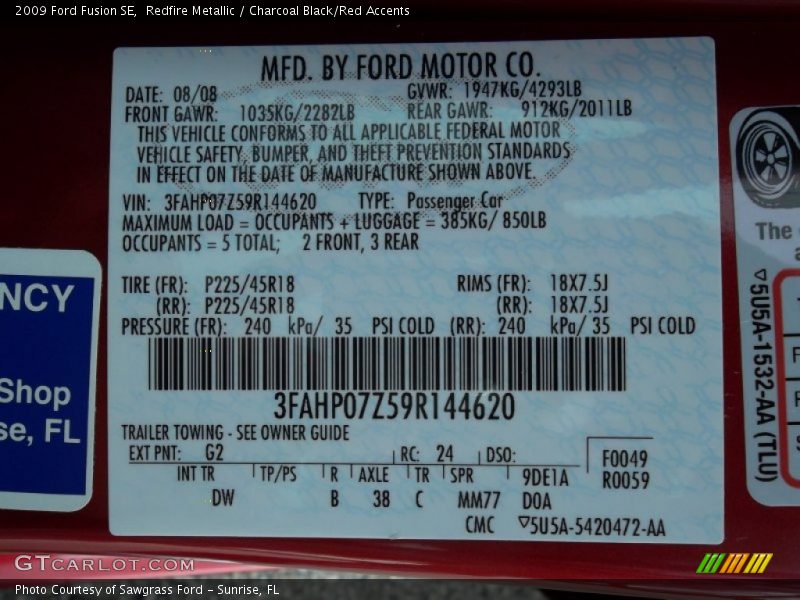 2009 Ford Fusion SE,  Redfire Metallic / Charcoal Black/Red Accents
MFD. BY FORD MOTOR CO.
DATE: 08/08 GVWR: 1947KG/4293LB
FRONT GAWR: 1035KG/2282LB REAR GAWR: 912KG/2011LB
THIS VEHICLE CONFORMS TO ALL APPLICABLE FEDERAL MOTOR
VEHICLE SAFETY, BUMPER, AND THEFT PREVENTION STANDARDS
IN EFFECT ON THE DATE OF MANUFACTURE SHOWN ABOVE.
VIN: 3FAHP07Z59R144620 TYPE: Passenger Car
MAXIMUM LOAD = OCCUPANTS + LUGGAGE = 385KG/ 850LB
OCCUPANTS = 5 TOTAL; 2 FRONT, 3 REAR
TIRE (FR): P225/45R18 RIMS (FR): 18X7.5J
(RR): P225/45R18 (RR): 18X7.5J
PRESSURE (FR): 240 kPa/ 35 PSI COLD (RR): 240 kPa/ 35 PSI COLD
3FAHP07Z59R144620
TRAILER TOWING - SEE OWNER GUIDE
EXT PNT: G2 RC: 24 DSO: F0049
INT TR TP/PS R AXLE TR SPR 9DE1A R0059
DW B 38 C MM77 D0A
CMC 5U5A-5420472-AA
NCY
Shop
se, FL
The
5U5A-1532-AA (TLU)
GTCARLOT.COM
Photo Courtesy of Sawgrass Ford - Sunrise, FL